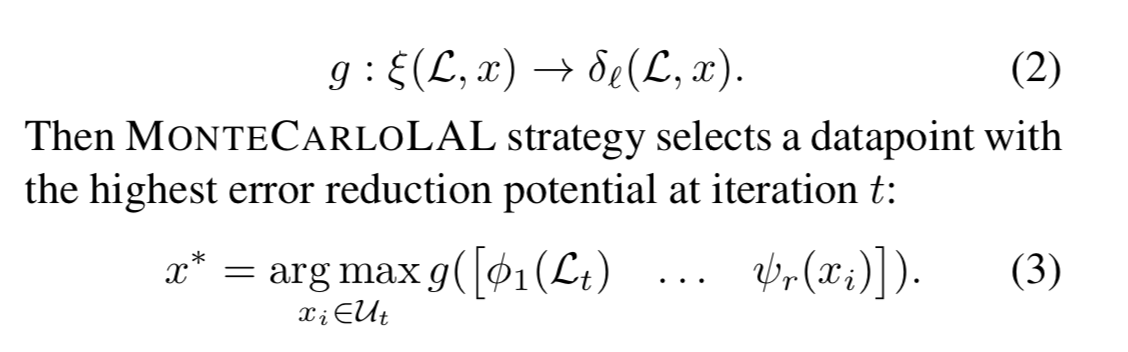 g : ξ(ℒ, x) → δ_ℓ(ℒ, x). (2)
Then MONTECARLOLAL strategy selects a datapoint with
the highest error reduction potential at iteration t:
x* = arg max_{x_i∈𝒰_t} g([ϕ_1(ℒ_t) … ψ_r(x_i)]). (3)